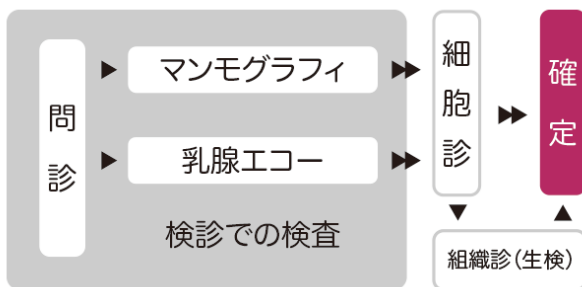 問診
マンモグラフィ
乳腺エコー
検診での検査
細胞診
確定
組織診(生検)